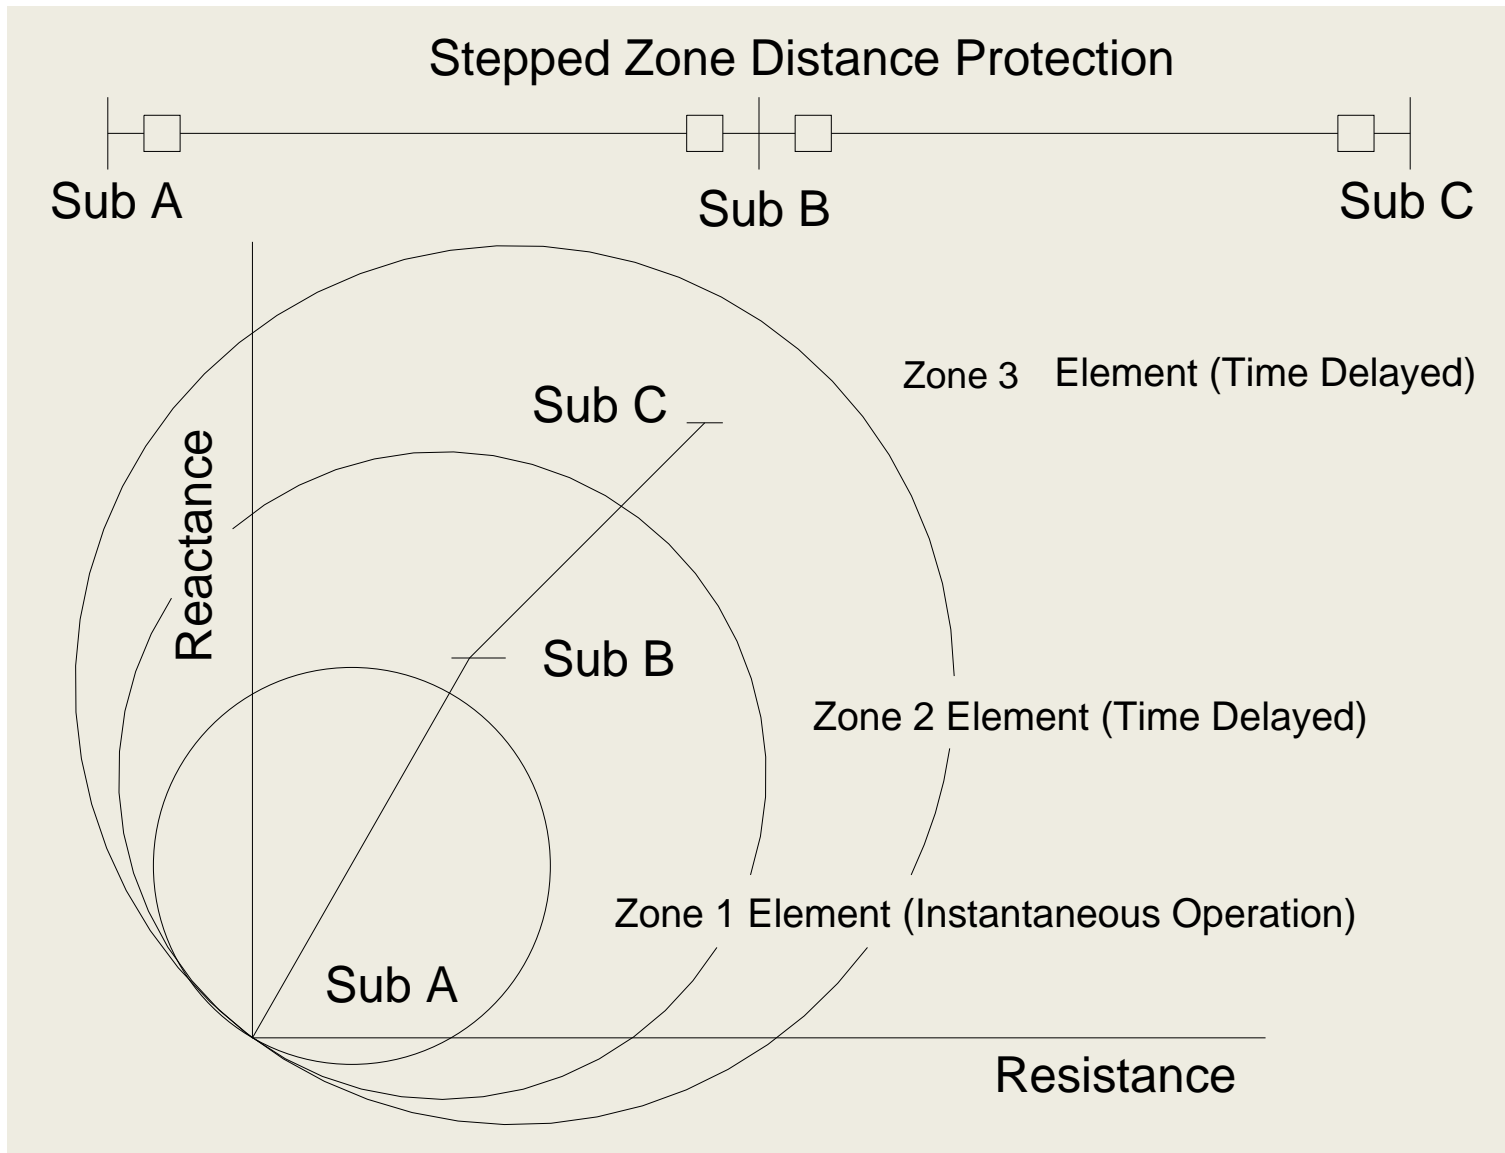 Stepped Zone Distance Protection
Sub A
Sub B
Sub C
Zone 3 Element (Time Delayed)
Sub C
Reactance
Sub B
Zone 2 Element (Time Delayed)
Zone 1 Element (Instantaneous Operation)
Sub A
Resistance